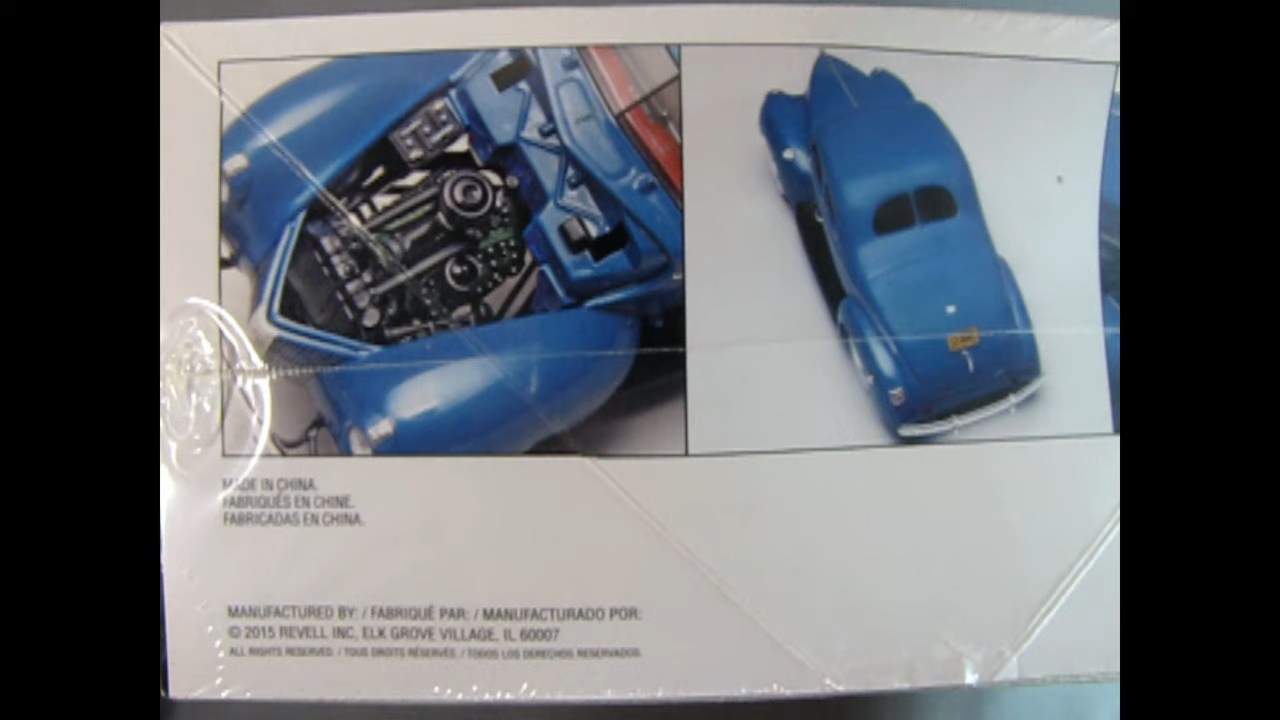 MADE IN CHINA.
FABRIQUÉS EN CHINE.
FABRICADAS EN CHINA.
MANUFACTURED BY: / FABRIQUÉ PAR: / MANUFACTURADO POR:
© 2015 REVELL INC, ELK GROVE VILLAGE, IL 60007
ALL RIGHTS RESERVED. / TOUS DROITS RÉSERVÉS. / TODOS LOS DERECHOS RESERVADOS.